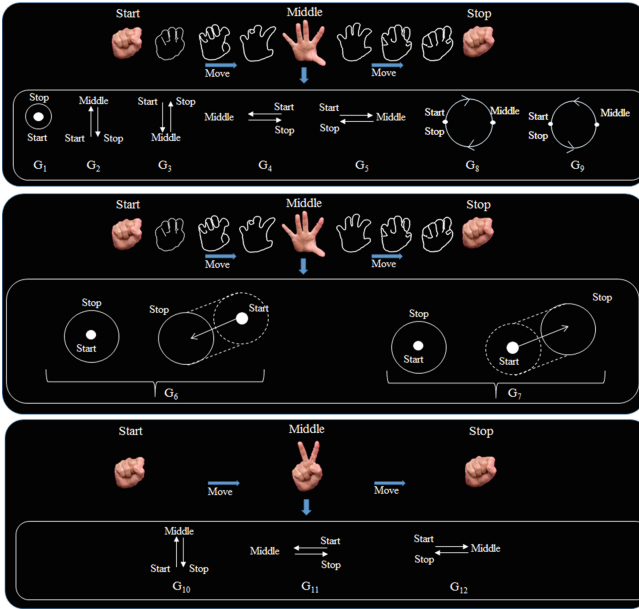 Start Middle Stop
Move Move
Stop Middle Start Stop Start Start Middle Middle
Middle Middle Start Start
Start Start Stop Middle Stop Stop Stop Stop
G1 G2 G3 G4 G5 G8 G9
Start Middle Stop
Move Move
Stop Stop Start Stop Stop
Start Start Start
G6 G7
Start Middle Stop
Move Move
Middle Start Start
Middle Middle
Start Stop Stop Stop
G10 G11 G12